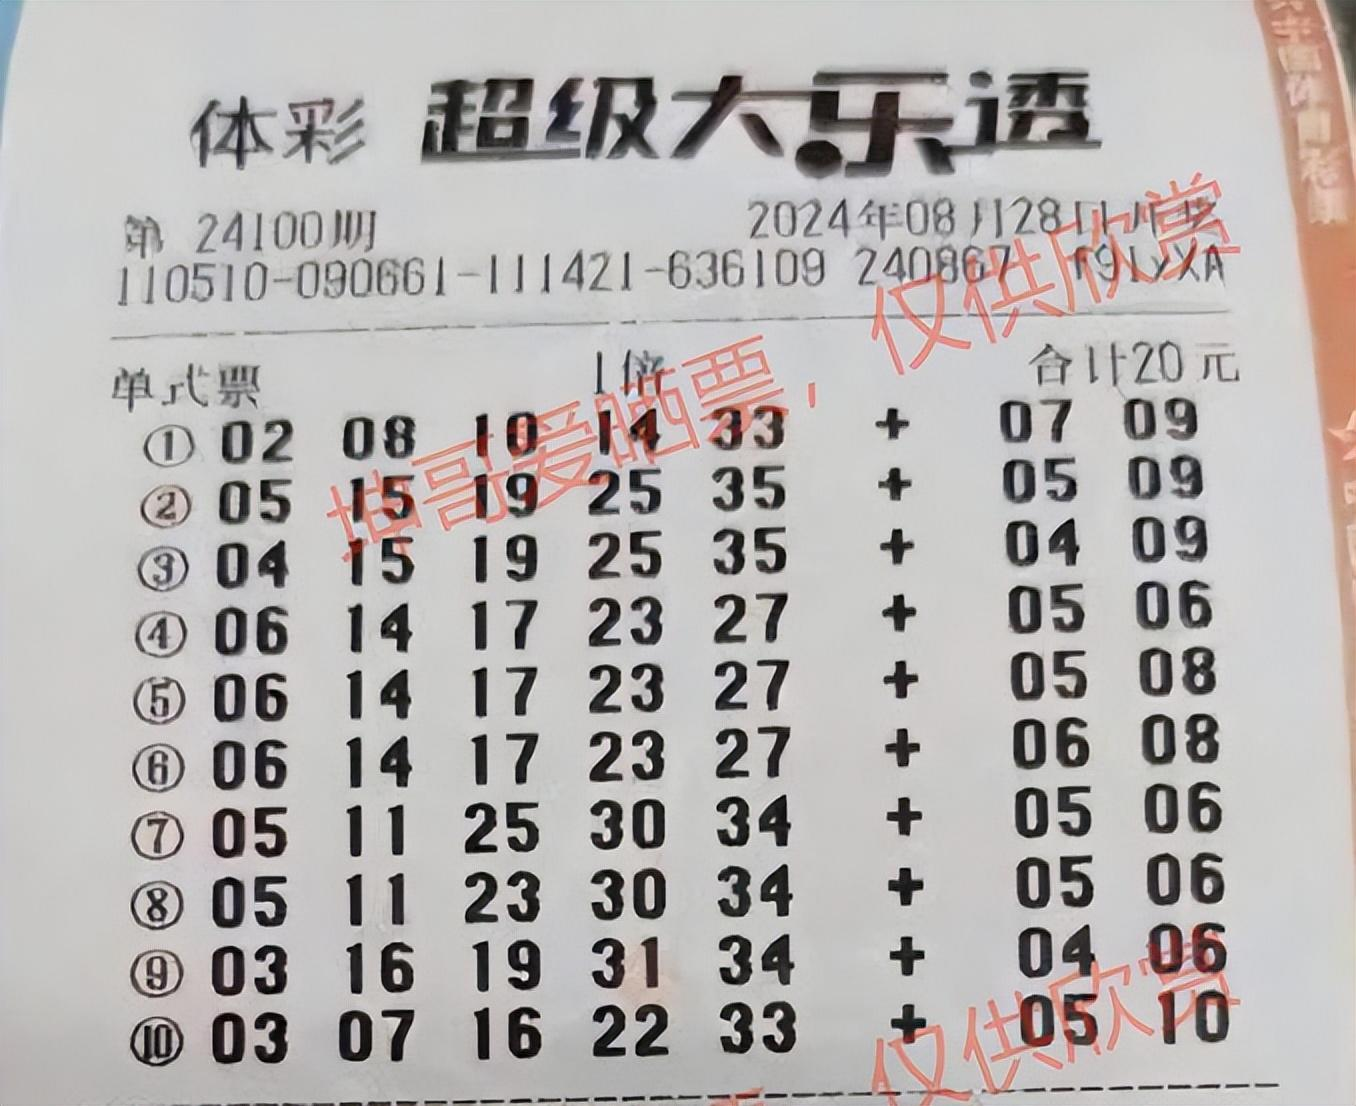 体彩 超级大乐透
第 24100期 2024年08月28日开奖
110510-090661-111421-636109 240867 f9lyXA
单式票 1倍 合计20元
① 02 08 10 14 33 + 07 09
② 05 15 19 25 35 + 05 09
③ 04 15 19 25 35 + 04 09
④ 06 14 17 23 27 + 05 06
⑤ 06 14 17 23 27 + 05 08
⑥ 06 14 17 23 27 + 06 08
⑦ 05 11 25 30 34 + 05 06
⑧ 05 11 23 30 34 + 05 06
⑨ 03 16 19 31 34 + 04 06
⑩ 03 07 16 22 33 + 05 10
坤哥爱晒票，仅供欣赏
仅供欣赏